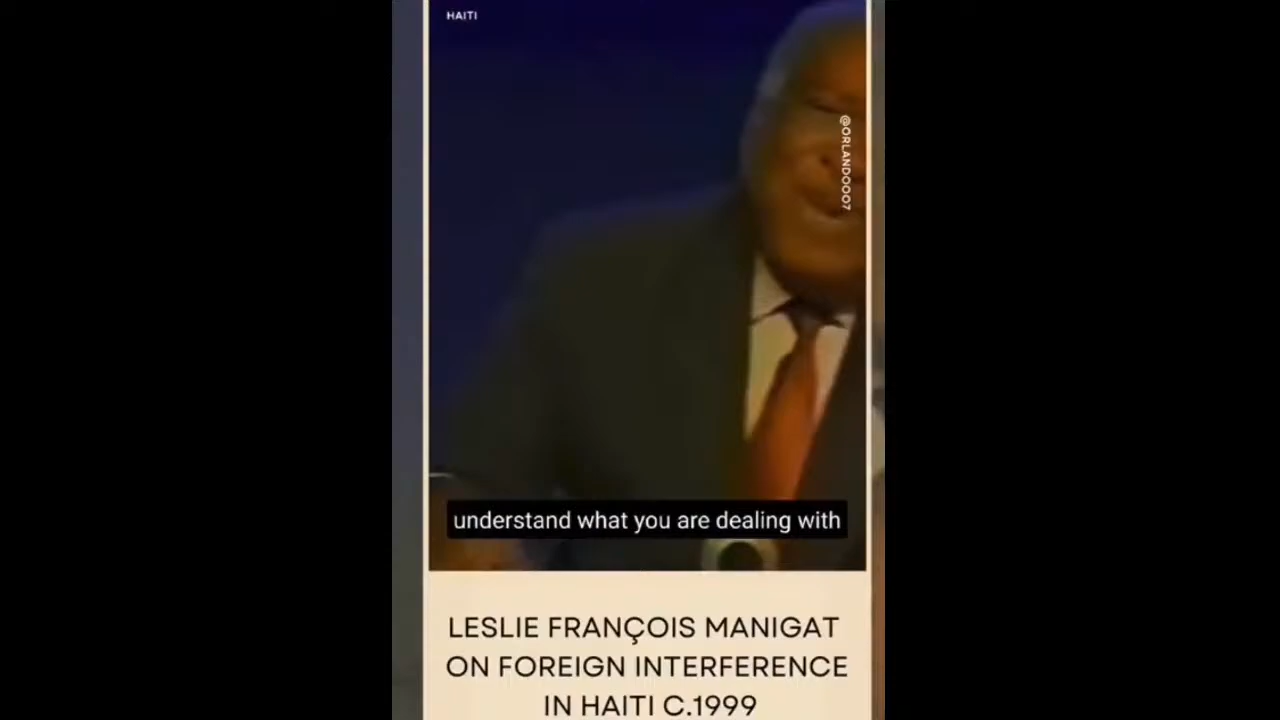 HAITI
@ORLANDOOO7
understand what you are dealing with
LESLIE FRANÇOIS MANIGAT
ON FOREIGN INTERFERENCE
IN HAITI C.1999